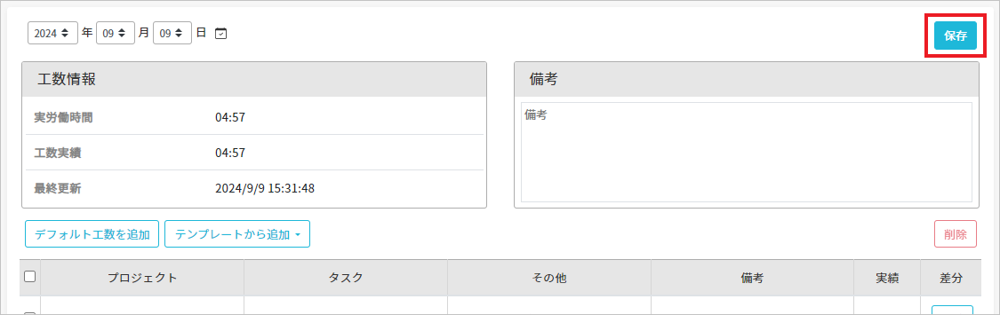 2024 年 09 月 09 日
保存
工数情報
実労働時間 04:57
工数実績 04:57
最終更新 2024/9/9 15:31:48
備考
備考
デフォルト工数を追加 テンプレートから追加
削除
プロジェクト タスク その他 備考 実績 差分